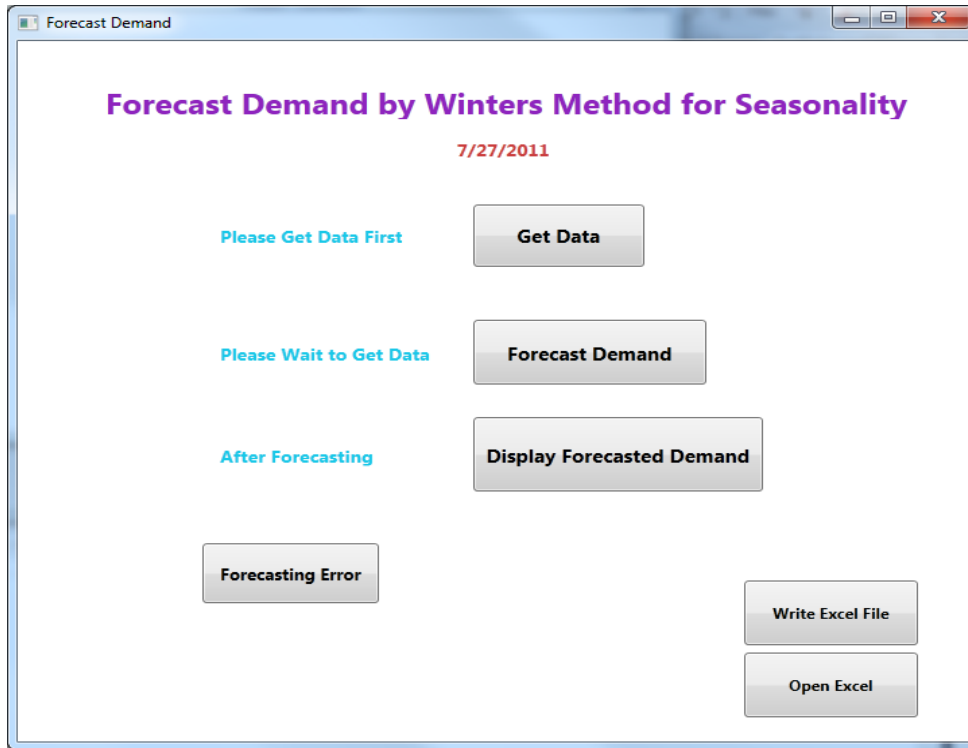 Forecast Demand
Forecast Demand by Winters Method for Seasonality
7/27/2011
Please Get Data First
Get Data
Please Wait to Get Data
Forecast Demand
After Forecasting
Display Forecasted Demand
Forecasting Error
Write Excel File
Open Excel